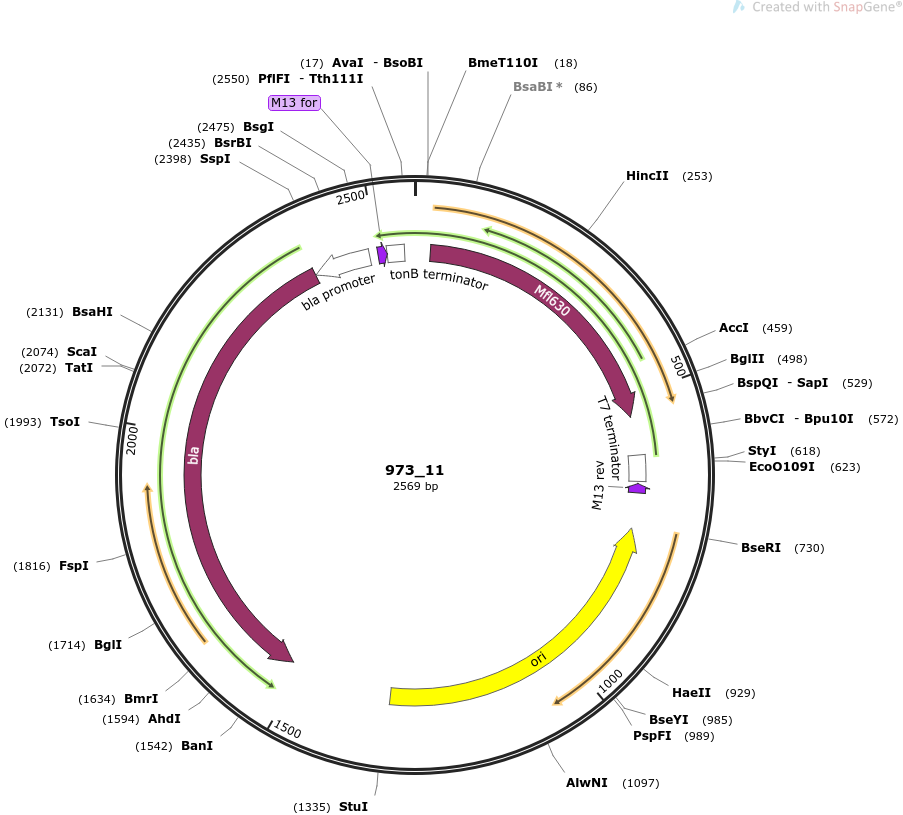 Created with SnapGene®
(17) AvaI - BsoBI
BmeT110I (18)
(2550) PflFI - Tth111I
BsaBI * (86)
M13 for
(2475) BsgI
(2435) BsrBI
(2398) SspI
HincII (253)
2500
bla promoter
tonB terminator
Mfl630
(2131) BsaHI
AccI (459)
(2074) ScaI
BglII (498)
(2072) TatI
500
BspQI - SapI (529)
(1993) TsoI
BbvCI - Bpu10I (572)
2000
T7 terminator
StyI (618)
bla
EcoO109I (623)
973_11
2569 bp
M13 rev
BseRI (730)
(1816) FspI
(1714) BglI
ori
1000
HaeII (929)
(1634) BmrI
(1594) AhdI
BseYI (985)
1500
PspFI (989)
(1542) BanI
AlwNI (1097)
(1335) StuI